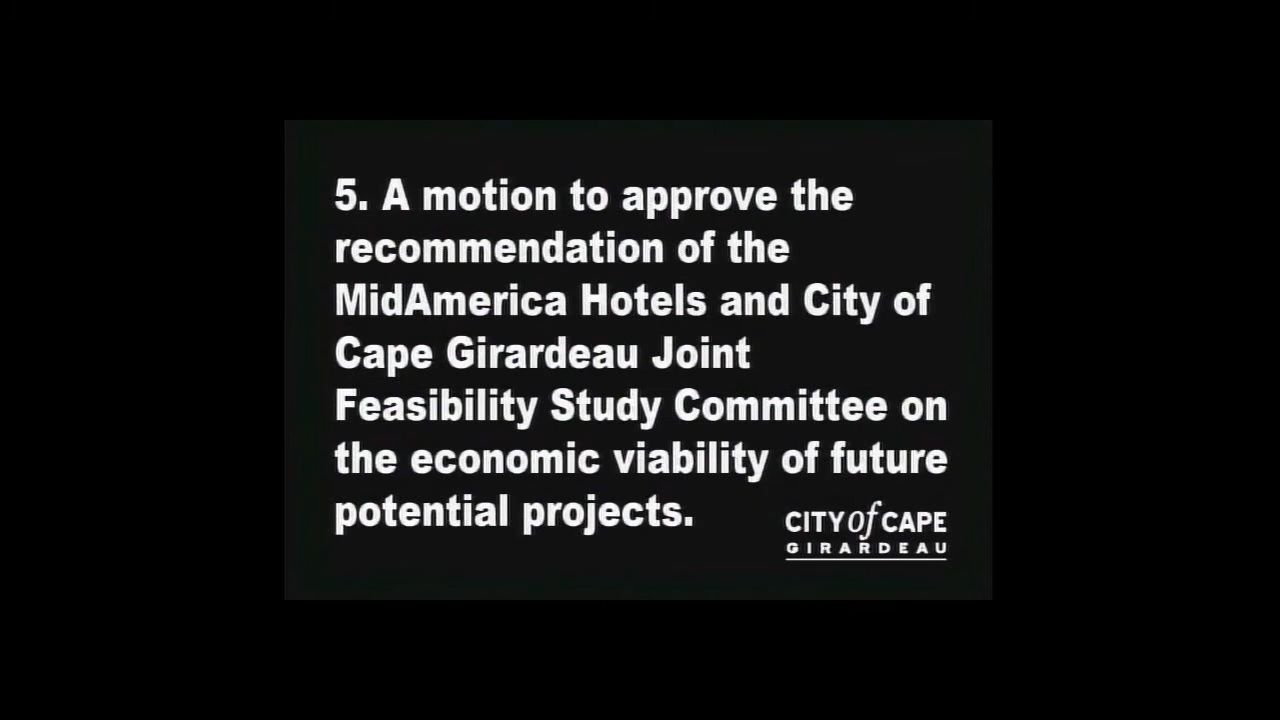 5. A motion to approve the
recommendation of the
MidAmerica Hotels and City of
Cape Girardeau Joint
Feasibility Study Committee on
the economic viability of future
potential projects.
CITY of CAPE
GIRARDEAU